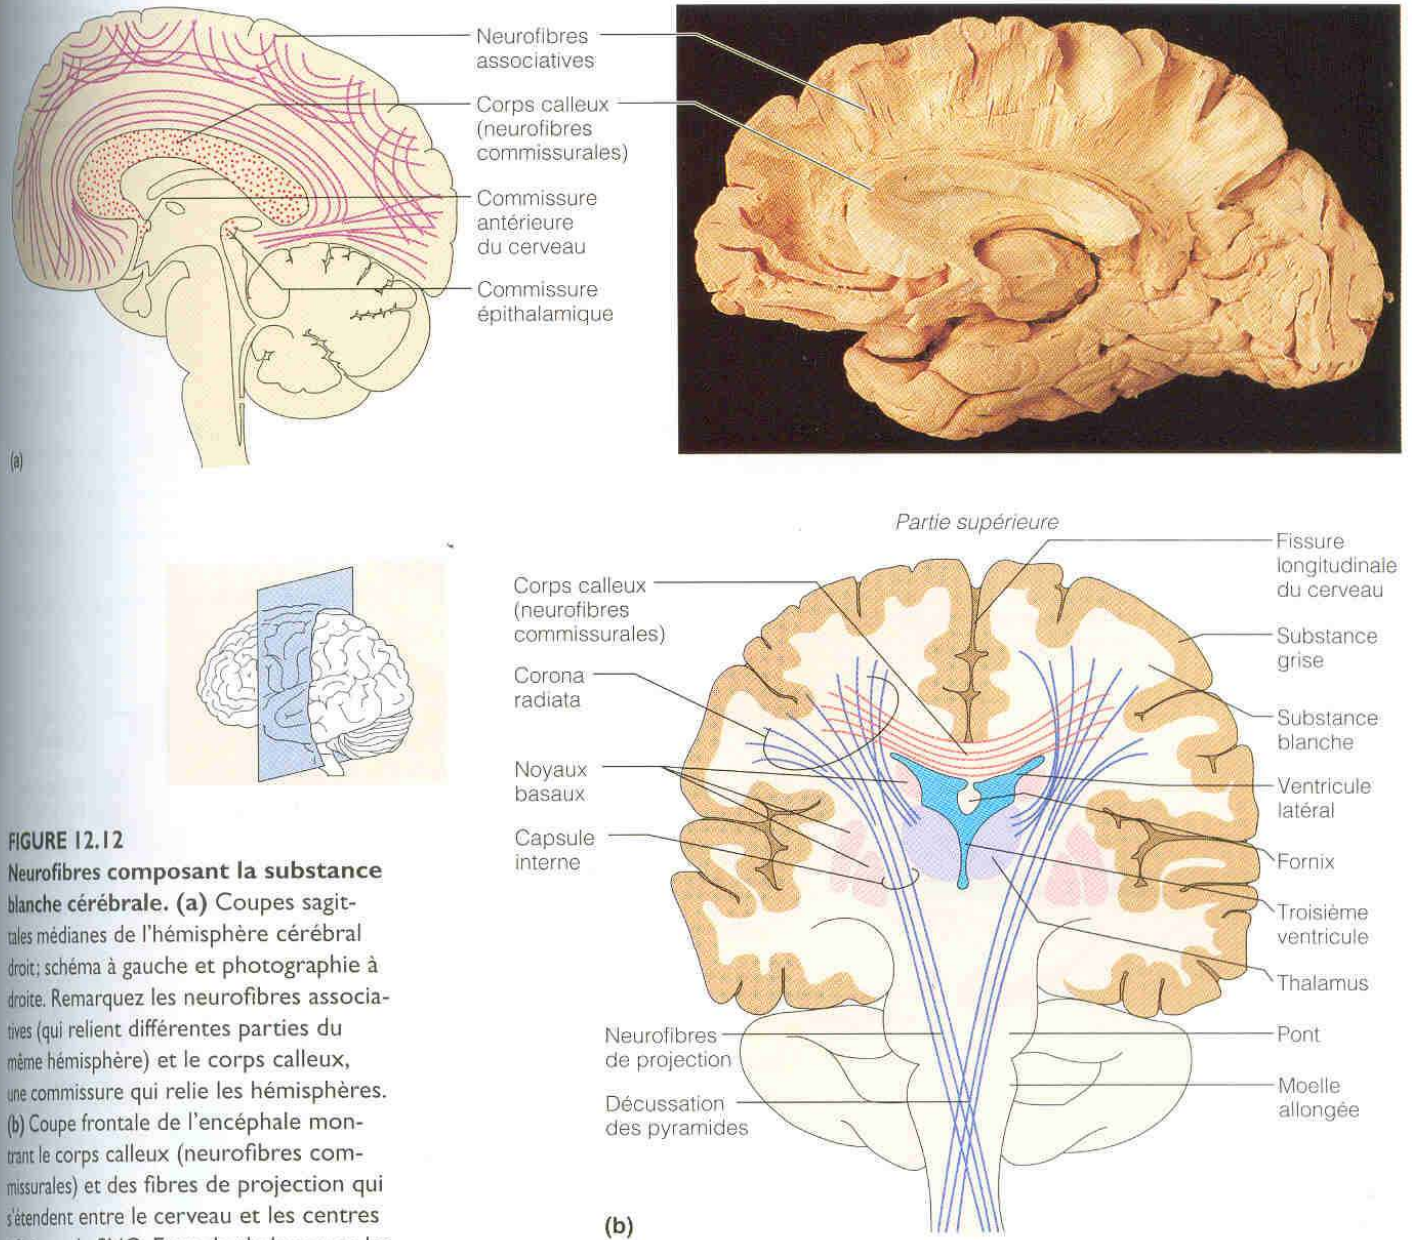 Neurofibres
associatives
Corps calleux
(neurofibres
commissurales)
Commissure
antérieure
du cerveau
Commissure
épithalamique
(a)
Partie supérieure
Corps calleux
(neurofibres
commissurales)
Corona
radiata
Noyaux
basaux
Capsule
interne
Neurofibres
de projection
Décussation
des pyramides
Fissure
longitudinale
du cerveau
Substance
grise
Substance
blanche
Ventricule
latéral
Fornix
Troisième
ventricule
Thalamus
Pont
Moelle
allongée
(b)
FIGURE 12.12
Neurofibres composant la substance
blanche cérébrale. (a) Coupes sagit-
tales médianes de l'hémisphère cérébral
droit; schéma à gauche et photographie à
droite. Remarquez les neurofibres associa-
tives (qui relient différentes parties du
même hémisphère) et le corps calleux,
une commissure qui relie les hémisphères.
(b) Coupe frontale de l'encéphale mon-
trant le corps calleux (neurofibres com-
missurales) et des fibres de projection qui
s'étendent entre le cerveau et les centres